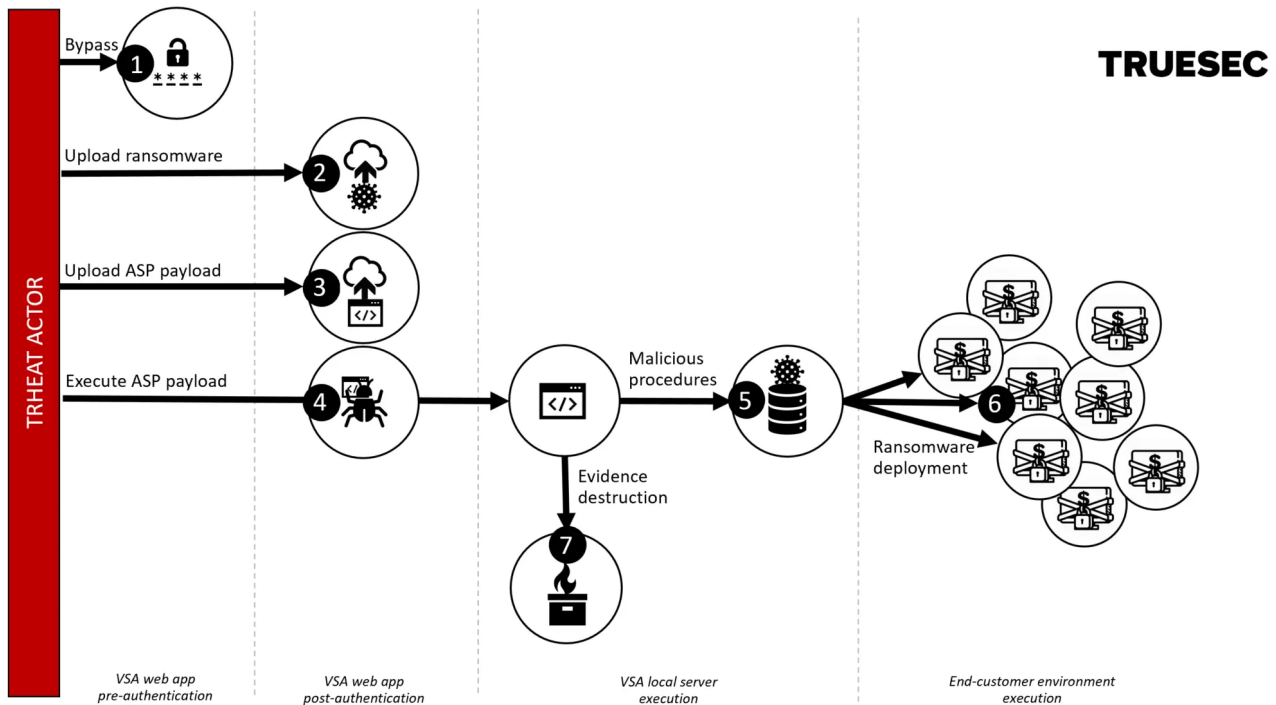 TRUESEC
TRHEAT ACTOR
Bypass
1
* * * *
Upload ransomware
2
Upload ASP payload
3
</>
Execute ASP payload
4
</>
Malicious
procedures
5
Evidence
destruction
7
6
Ransomware
deployment
$
$
$
$
$
$
$
$
VSA web app
pre-authentication
VSA web app
post-authentication
VSA local server
execution
End-customer environment
execution